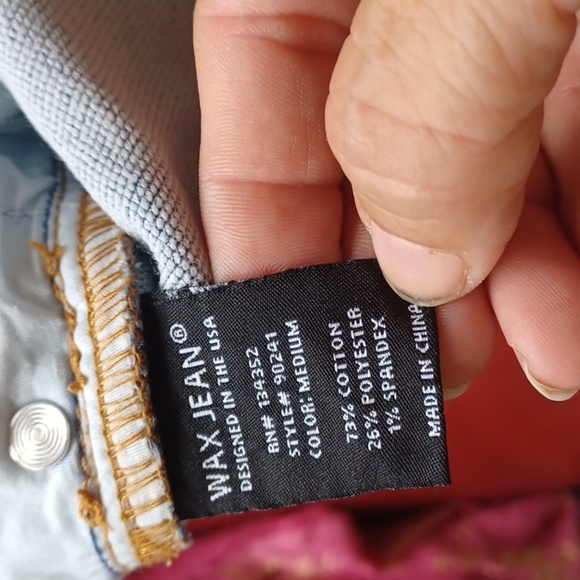 WAX JEAN®
DESIGNED IN THE USA
RN# 134352
STYLE# 90241
COLOR: MEDIUM
73% COTTON
26% POLYESTER
1% SPANDEX
MADE IN CHINA